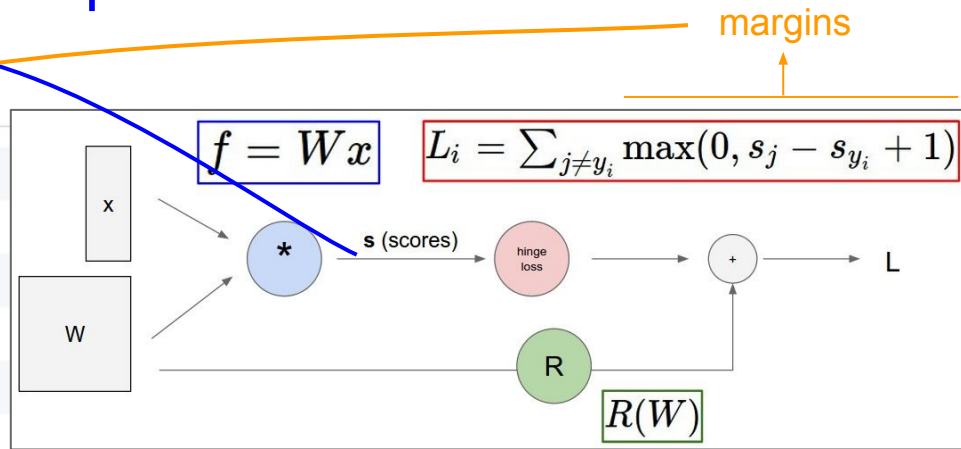 margins
f = Wx
L_i = ∑_{j≠y_i} max(0, s_j − s_{y_i} + 1)
x
*
s (scores)
hinge
loss
+
L
W
R
R(W)